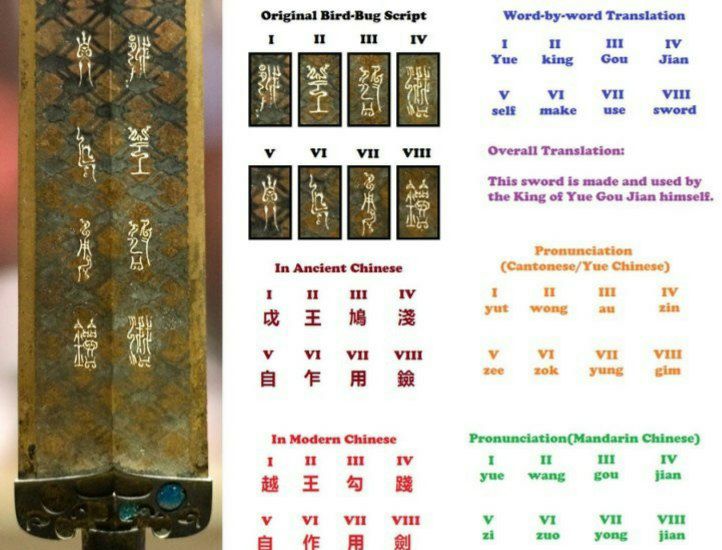 Original Bird-Bug Script
I II III IV
V VI VII VIII
In Ancient Chinese
I II III IV
戉 王 鳩 淺
V VI VII VIII
自 乍 用 鐱
In Modern Chinese
I II III IV
越 王 勾 踐
V VI VII VIII
自 作 用 劍
Word-by-word Translation
I II III IV
Yue king Gou Jian
V VI VII VIII
self make use sword
Overall Translation:
This sword is made and used by
the King of Yue Gou Jian himself.
Pronunciation
(Cantonese/Yue Chinese)
I II III IV
yut wong au zin
V VI VII VIII
zee zok yung gim
Pronunciation(Mandarin Chinese)
I II III IV
yue wang gou jian
V VI VII VIII
zi zuo yong jian